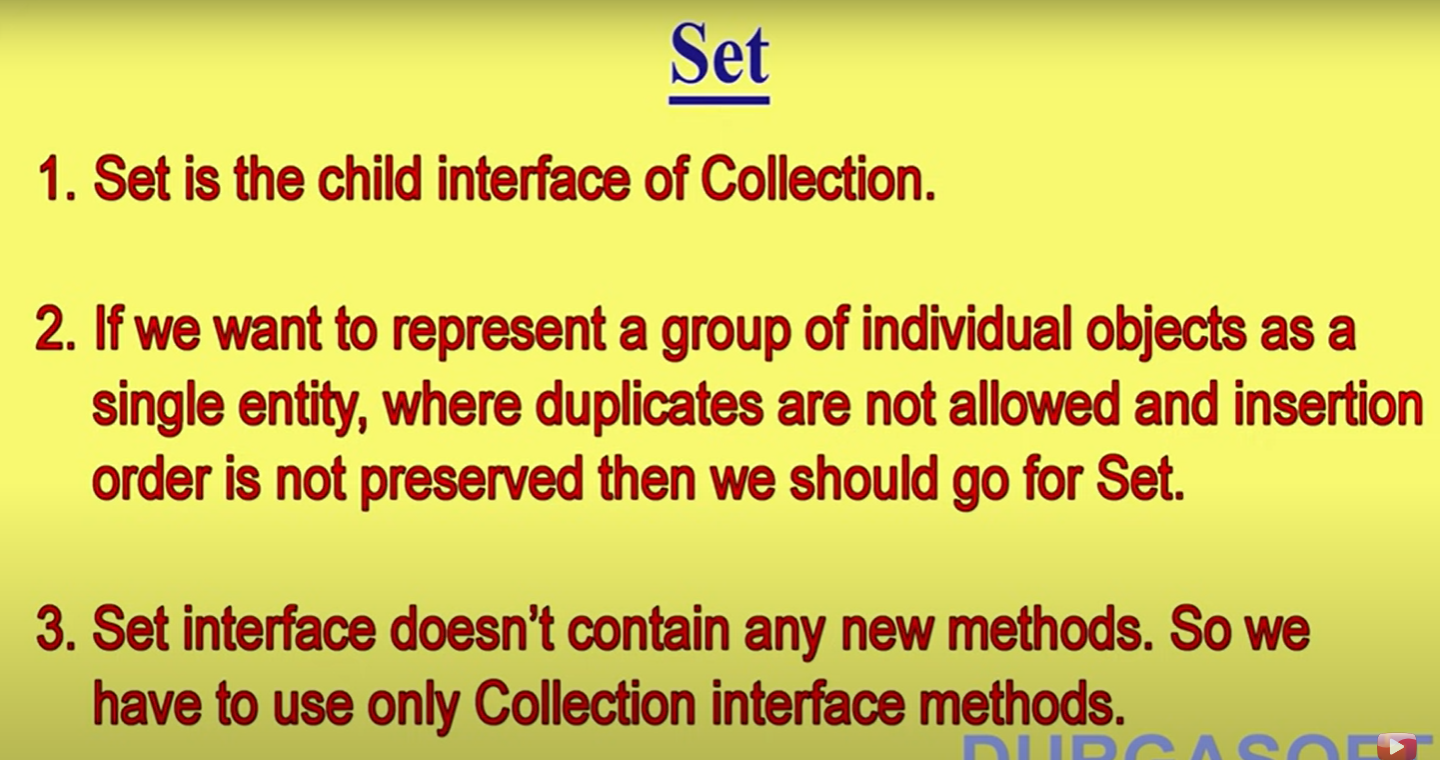 Set
1. Set is the child interface of Collection.
2. If we want to represent a group of individual objects as a
single entity, where duplicates are not allowed and insertion
order is not preserved then we should go for Set.
3. Set interface doesn’t contain any new methods. So we
have to use only Collection interface methods.
DURGASOFT